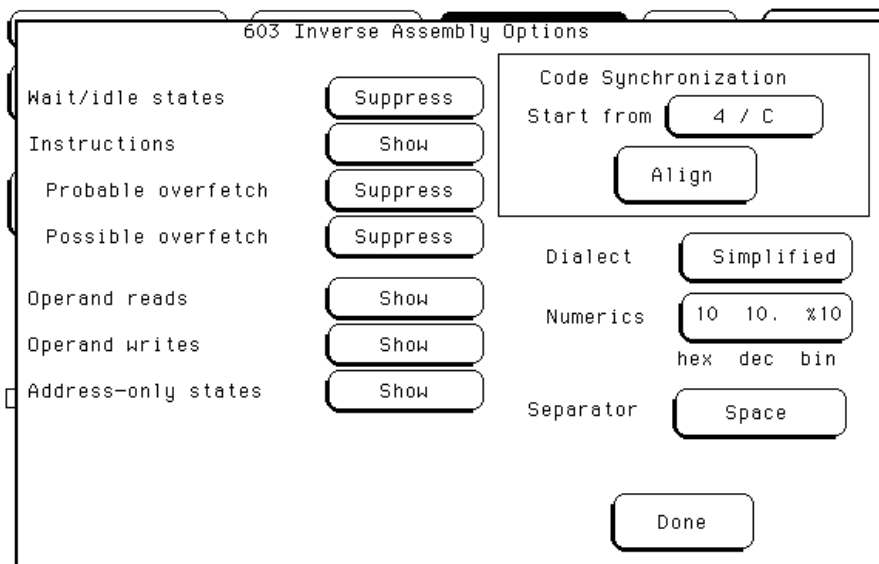 603 Inverse Assembly Options
Wait/idle states Suppress
Instructions Show
Probable overfetch Suppress
Possible overfetch Suppress
Operand reads Show
Operand writes Show
Address-only states Show
Code Synchronization
Start from 4 / C
Align
Dialect Simplified
Numerics 10 10. %10
hex dec bin
Separator Space
Done